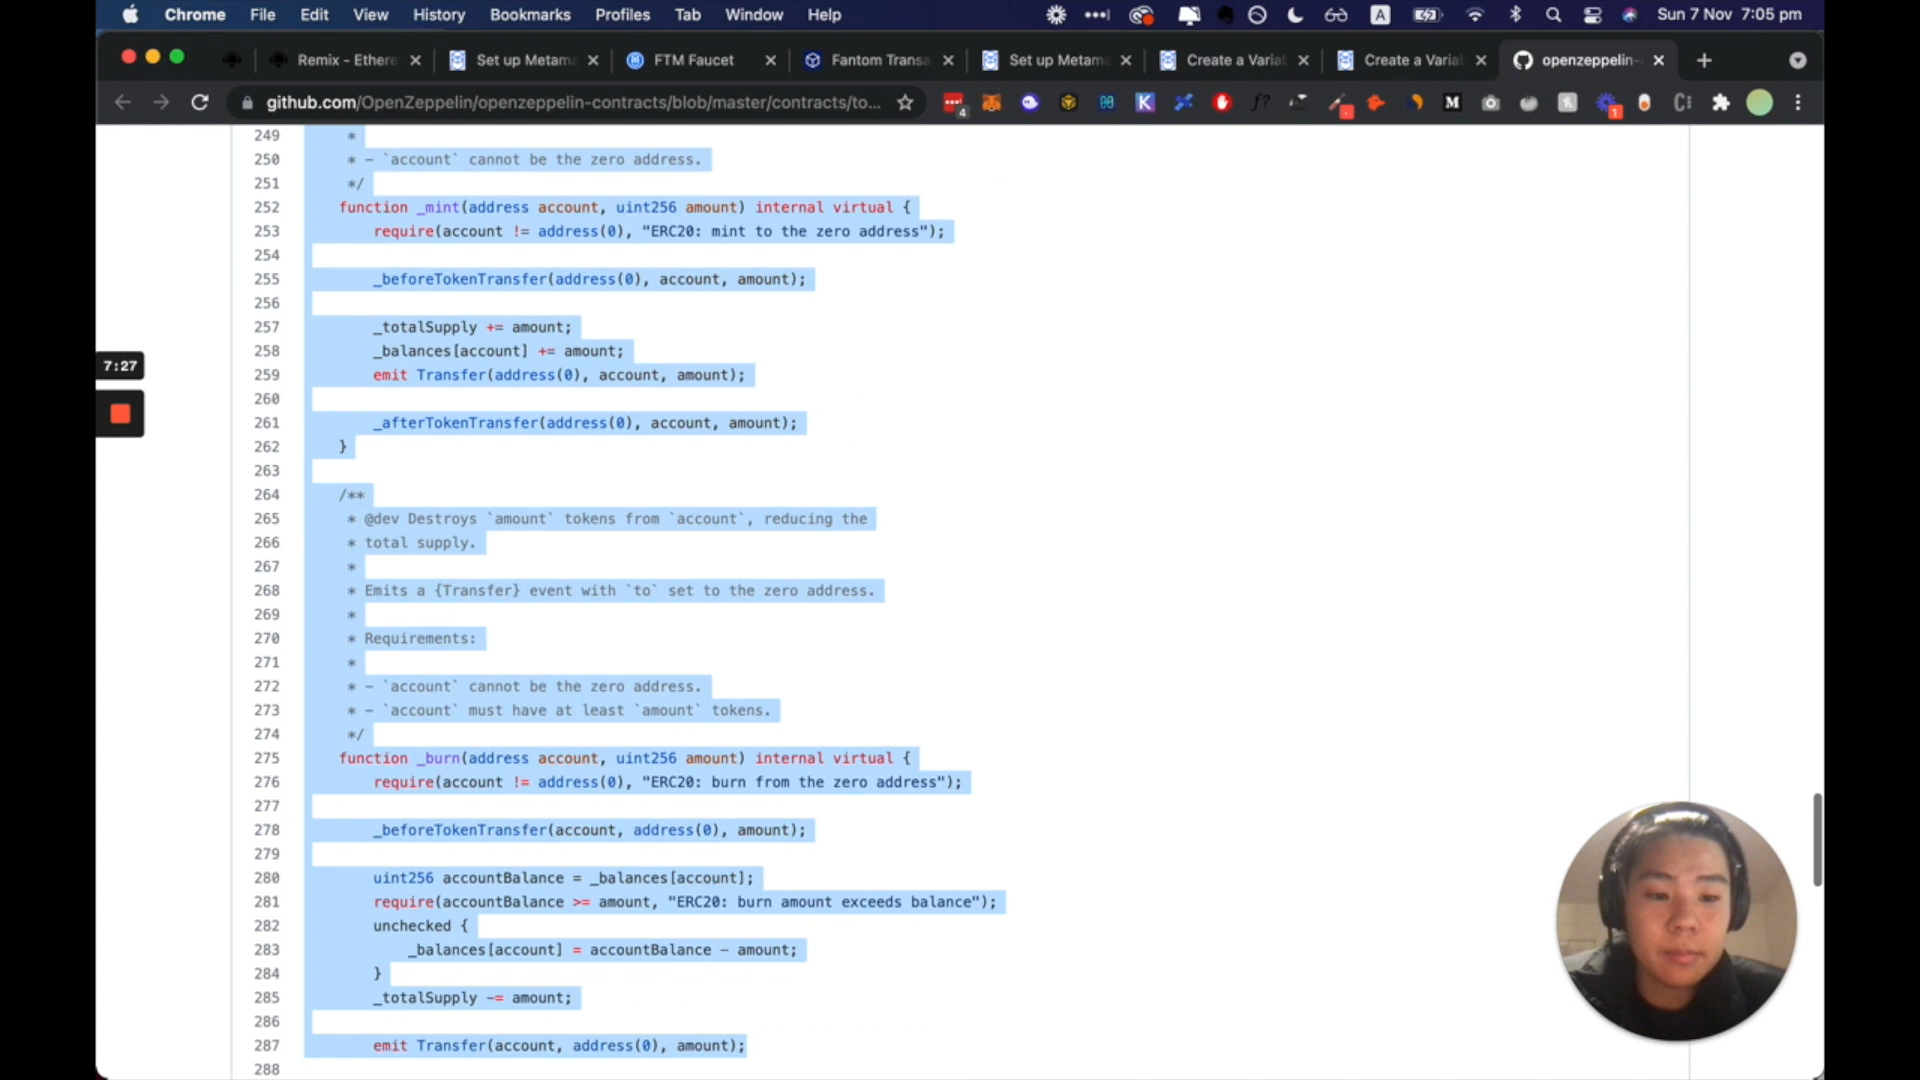 Chrome File Edit View History Bookmarks Profiles Tab Window Help A Sun 7 Nov 7:05 pm
Remix - Ethere Set up Metam FTM Faucet Fantom Transa Set up Metam Create a Varia Create a Varia openzeppelin-
github.com/OpenZeppelin/openzeppelin-contracts/blob/master/contracts/to... 4 K f? M 1
249 *
250 * - `account` cannot be the zero address.
251 */
252 function _mint(address account, uint256 amount) internal virtual {
253 require(account != address(0), "ERC20: mint to the zero address");
254
255 _beforeTokenTransfer(address(0), account, amount);
256
257 _totalSupply += amount;
258 _balances[account] += amount;
7:27
259 emit Transfer(address(0), account, amount);
260
261 _afterTokenTransfer(address(0), account, amount);
262 }
263
264 /**
265 * @dev Destroys `amount` tokens from `account`, reducing the
266 * total supply.
267 *
268 * Emits a {Transfer} event with `to` set to the zero address.
269 *
270 * Requirements:
271 *
272 * - `account` cannot be the zero address.
273 * - `account` must have at least `amount` tokens.
274 */
275 function _burn(address account, uint256 amount) internal virtual {
276 require(account != address(0), "ERC20: burn from the zero address");
277
278 _beforeTokenTransfer(account, address(0), amount);
279
280 uint256 accountBalance = _balances[account];
281 require(accountBalance >= amount, "ERC20: burn amount exceeds balance");
282 unchecked {
283 _balances[account] = accountBalance - amount;
284 }
285 _totalSupply -= amount;
286
287 emit Transfer(account, address(0), amount);
288